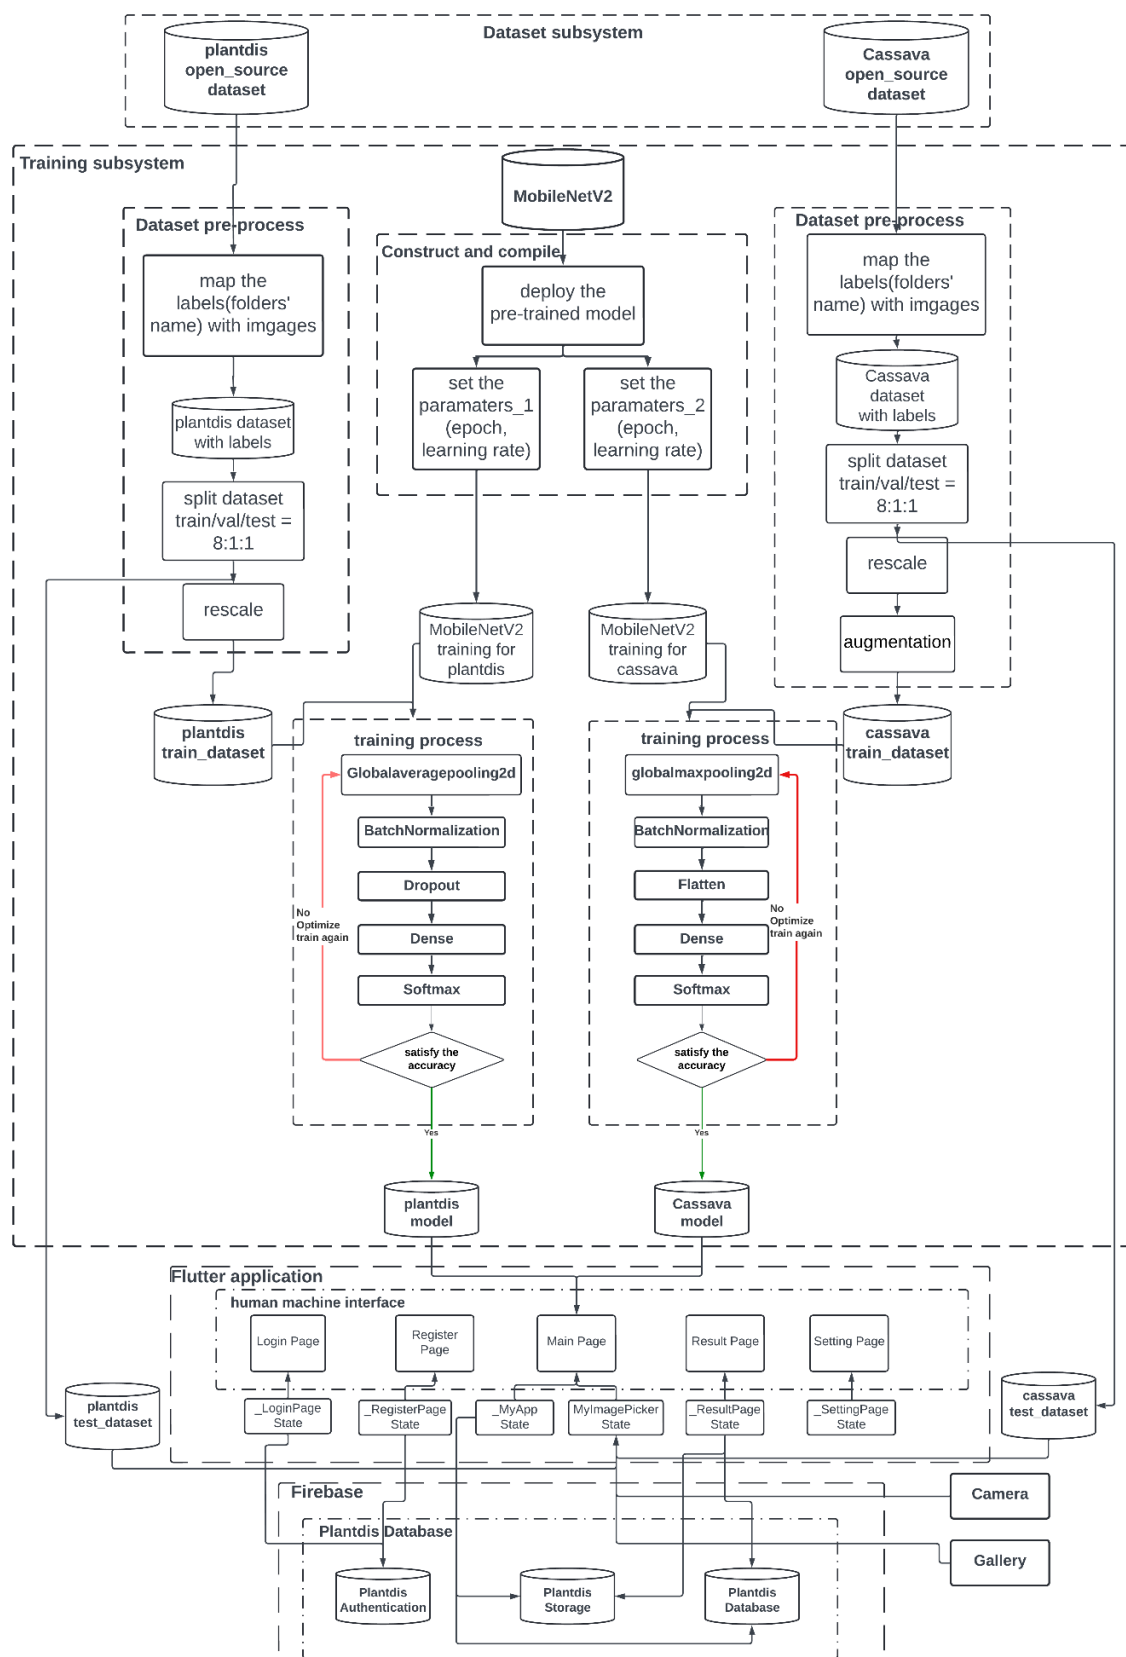 Dataset subsystem
plantdis
open_source
dataset
Cassava
open_source
dataset
Training subsystem
MobileNetV2
Dataset pre-process
map the
labels(folders'
name) with imgages
plantdis dataset
with labels
split dataset
train/val/test =
8:1:1
rescale
plantdis
train_dataset
Construct and compile
deploy the
pre-trained model
set the
paramaters_1
(epoch,
learning rate)
set the
paramaters_2
(epoch,
learning rate)
MobileNetV2
training for
plantdis
MobileNetV2
training for
cassava
Dataset pre-process
map the
labels(folders'
name) with imgages
Cassava
dataset
with labels
split dataset
train/val/test =
8:1:1
rescale
augmentation
cassava
train_dataset
training process
Globalaveragepooling2d
BatchNormalization
Dropout
Dense
Softmax
satisfy the
accuracy
No
Optimize
train again
Yes
plantdis
model
training process
globalmaxpooling2d
BatchNormalization
Flatten
Dense
Softmax
satisfy the
accuracy
No
Optimize
train again
Yes
Cassava
model
Flutter application
human machine interface
Login Page
Register
Page
Main Page
Result Page
Setting Page
_LoginPage
State
_RegisterPage
State
_MyApp
State
MyImagePicker
State
_ResultPage
State
_SettingPage
State
plantdis
test_dataset
cassava
test_dataset
Camera
Gallery
Firebase
Plantdis Database
Plantdis
Authentication
Plantdis
Storage
Plantdis
Database